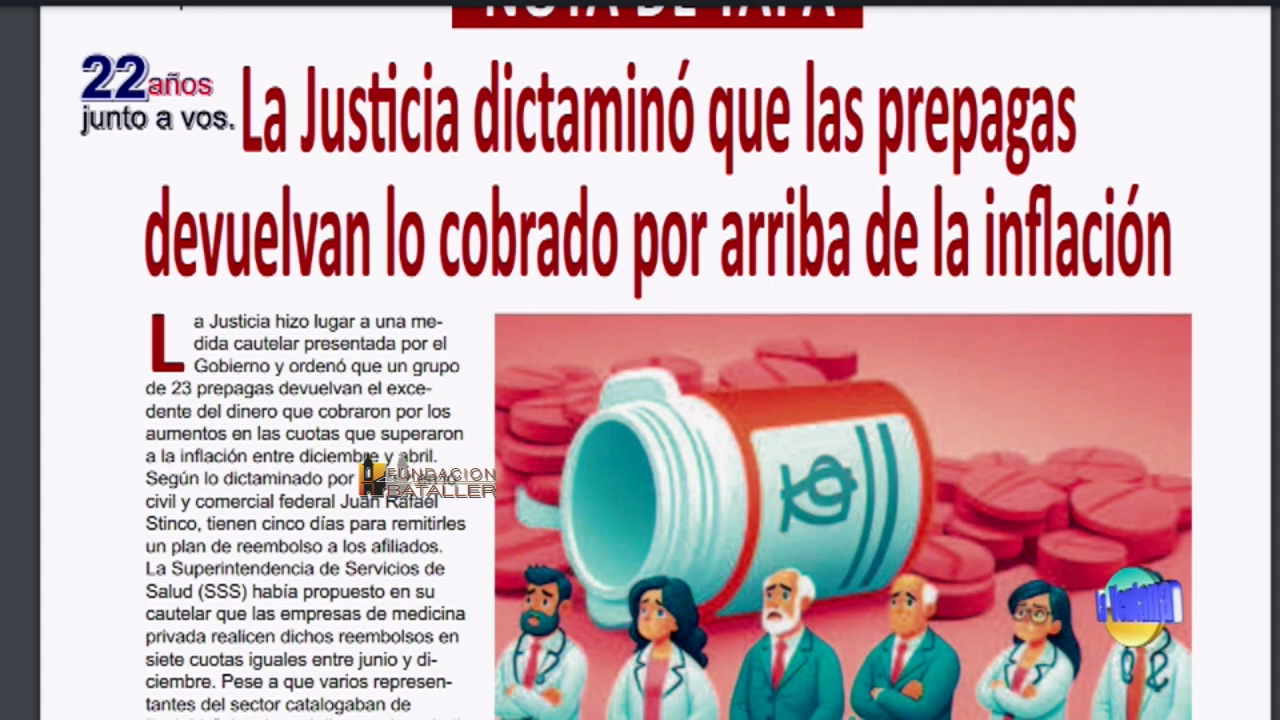 NOTA DE TAPA
22 años
junto a vos.
La Justicia dictaminó que las prepagas
devuelvan lo cobrado por arriba de la inflación
La Justicia hizo lugar a una me-
dida cautelar presentada por el
Gobierno y ordenó que un grupo
de 23 prepagas devuelvan el exce-
dente del dinero que cobraron por los
aumentos en las cuotas que superaron
a la inflación entre diciembre y abril.
Según lo dictaminado por
civil y comercial federal Juan Rafael
Stinco, tienen cinco días para remitirles
un plan de reembolso a los afiliados.
La Superintendencia de Servicios de
Salud (SSS) había propuesto en su
cautelar que las empresas de medicina
privada realicen dichos reembolsos en
siete cuotas iguales entre junio y di-
ciembre. Pese a que varios represen-
tantes del sector catalogaban de
FUNDACION
BATALLER